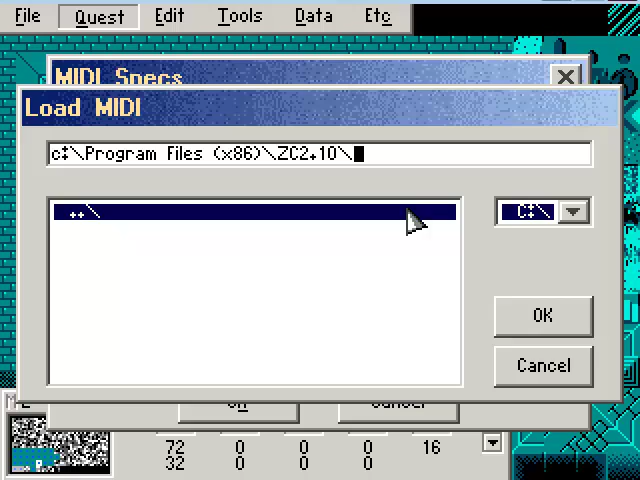 File Quest Edit Tools Data Etc
MIDI Specs
Load MIDI
c:\Program Files (x86)\ZC2.10\
..\
C:\
OK
Cancel
72 0 0 0 16
32 0 0 0